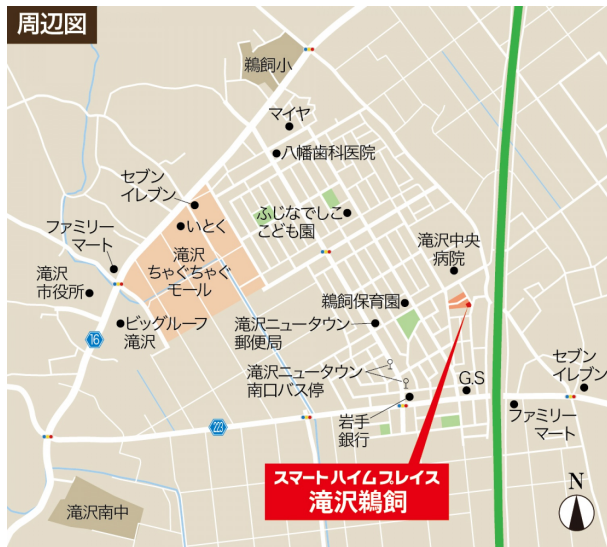 周辺図
鵜飼小
マイヤ
八幡歯科医院
セブン
イレブン
いとく
ふじなでしこ
こども園
ファミリー
マート
滝沢
ちゃぐちゃぐ
モール
滝沢中央
病院
滝沢
市役所
鵜飼保育園
ビッグルーフ
滝沢
滝沢ニュータウン
郵便局
16
滝沢ニュータウン
南口バス停
G.S
セブン
イレブン
223
岩手
銀行
ファミリー
マート
スマートハイムプレイス
滝沢鵜飼
N
滝沢南中